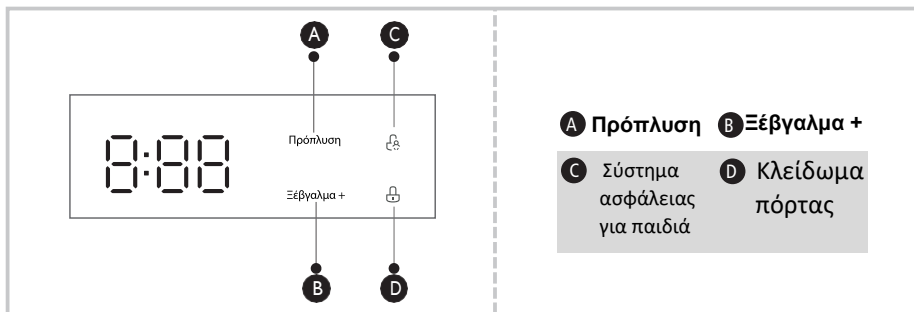 A C
8:88 Πρόπλυση
Ξέβγαλμα +
B D
A Πρόπλυση B Ξέβγαλμα +
C Σύστημα ασφάλειας για παιδιά
D Κλείδωμα πόρτας